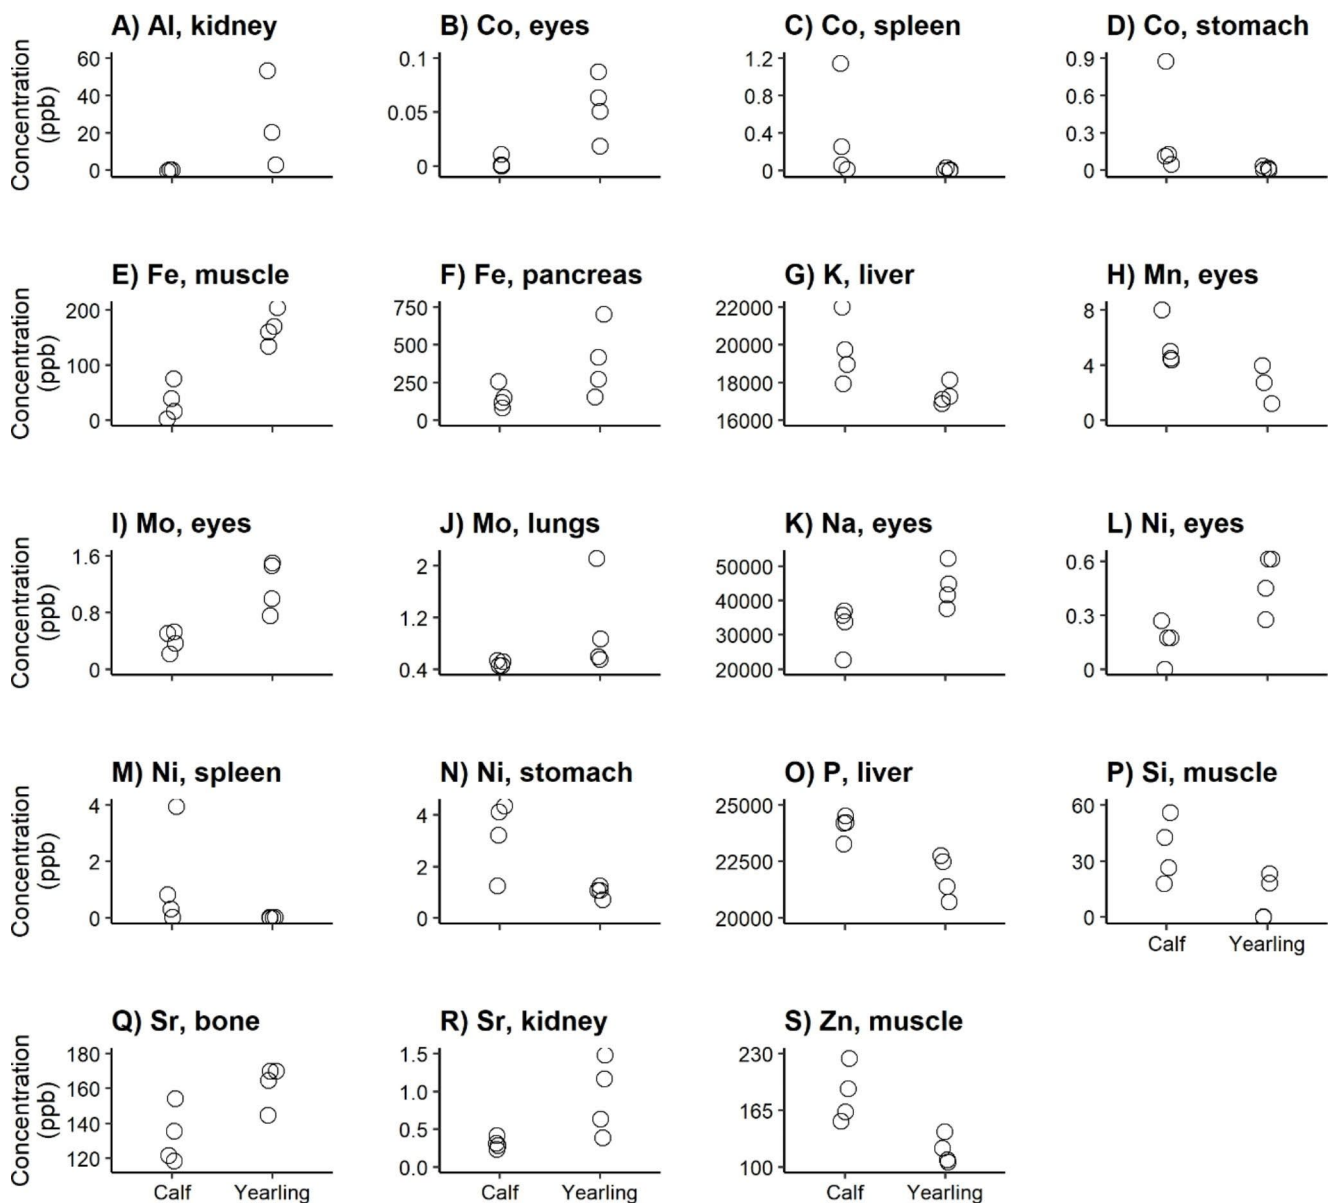 A) Al, kidney
B) Co, eyes
C) Co, spleen
D) Co, stomach
Concentration
(ppb)
60
40
20
0
0.1
0.05
0
1.2
0.8
0.4
0
0.9
0.6
0.3
0
E) Fe, muscle
F) Fe, pancreas
G) K, liver
H) Mn, eyes
Concentration
(ppb)
200
100
0
750
500
250
0
22000
20000
18000
16000
8
4
0
I) Mo, eyes
J) Mo, lungs
K) Na, eyes
L) Ni, eyes
Concentration
(ppb)
1.6
0.8
0
2
1.2
0.4
50000
40000
30000
20000
0.6
0.3
0
M) Ni, spleen
N) Ni, stomach
O) P, liver
P) Si, muscle
Concentration
(ppb)
4
2
0
4
2
0
25000
22500
20000
60
30
0
Calf
Yearling
Q) Sr, bone
R) Sr, kidney
S) Zn, muscle
Concentration
(ppb)
180
160
140
120
1.5
1.0
0.5
0.0
230
165
100
Calf
Yearling
Calf
Yearling
Calf
Yearling